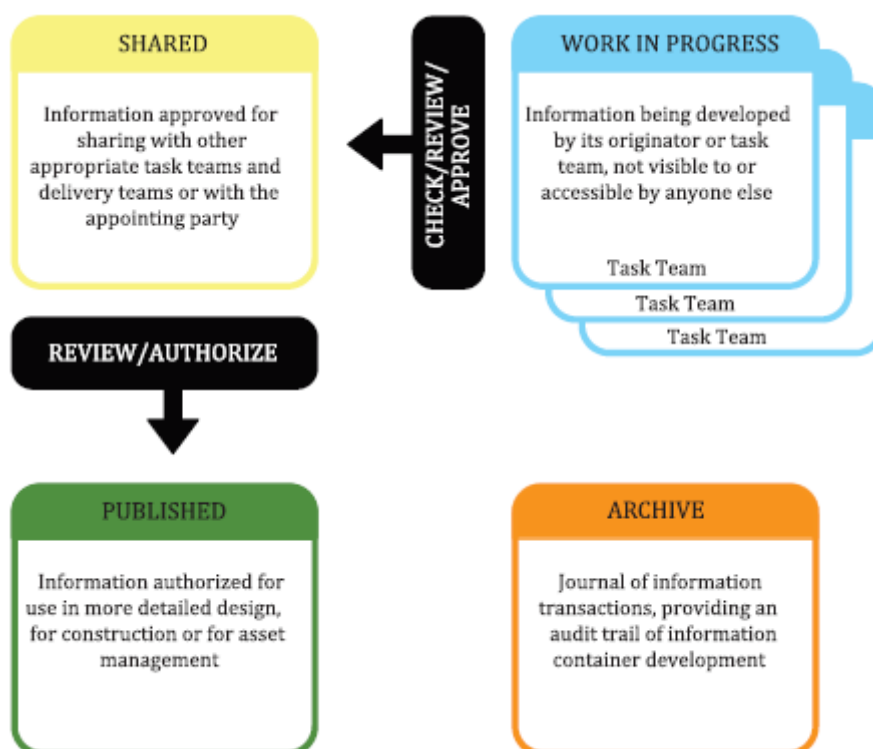 SHARED
Information approved for
sharing with other
appropriate task teams and
delivery teams or with the
appointing party
CHECK/REVIEW/
APPROVE
WORK IN PROGRESS
Information being developed
by its originator or task
team, not visible to or
accessible by anyone else
Task Team
Task Team
Task Team
REVIEW/AUTHORIZE
PUBLISHED
Information authorized for
use in more detailed design,
for construction or for asset
management
ARCHIVE
Journal of information
transactions, providing an
audit trail of information
container development